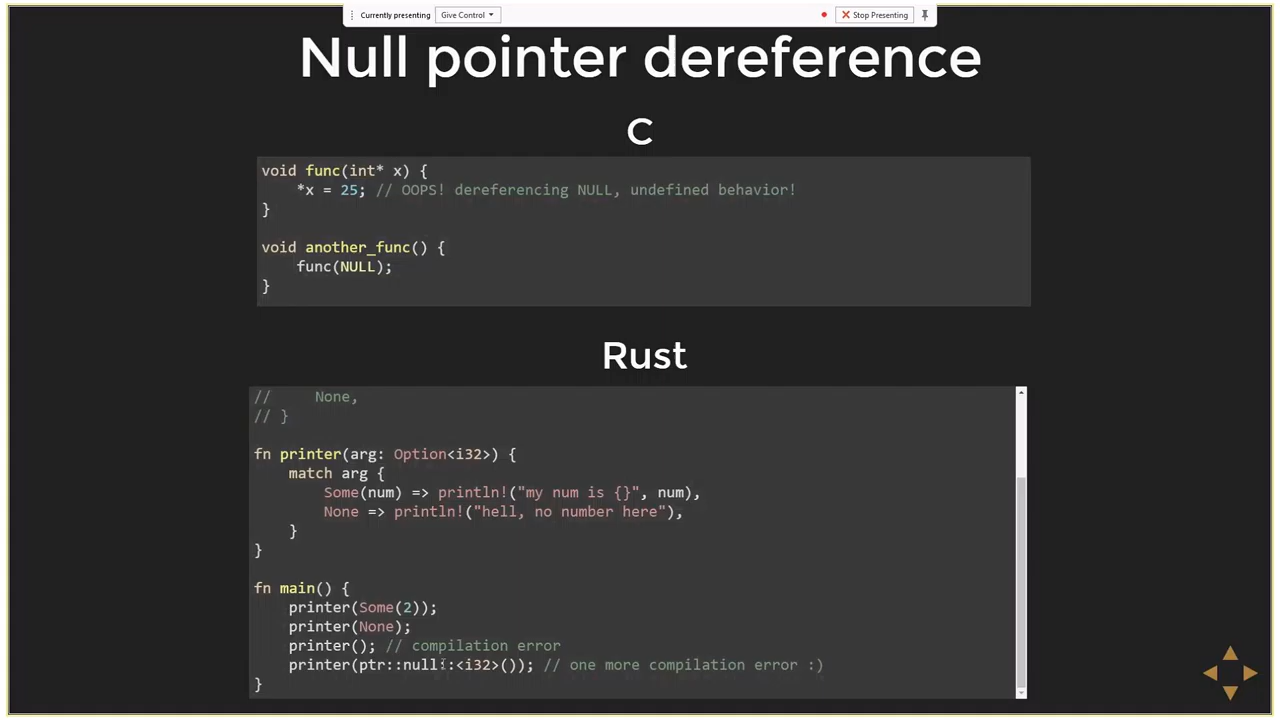 Currently presenting Give Control Stop Presenting
Null pointer dereference
C
void func(int* x) {
*x = 25; // OOPS! dereferencing NULL, undefined behavior!
}
void another_func() {
func(NULL);
}
Rust
// None,
// }
fn printer(arg: Option<i32>) {
match arg {
Some(num) => println!("my num is {}", num),
None => println!("hell, no number here"),
}
}
fn main() {
printer(Some(2));
printer(None);
printer(); // compilation error
printer(ptr::null::<i32>()); // one more compilation error :)
}